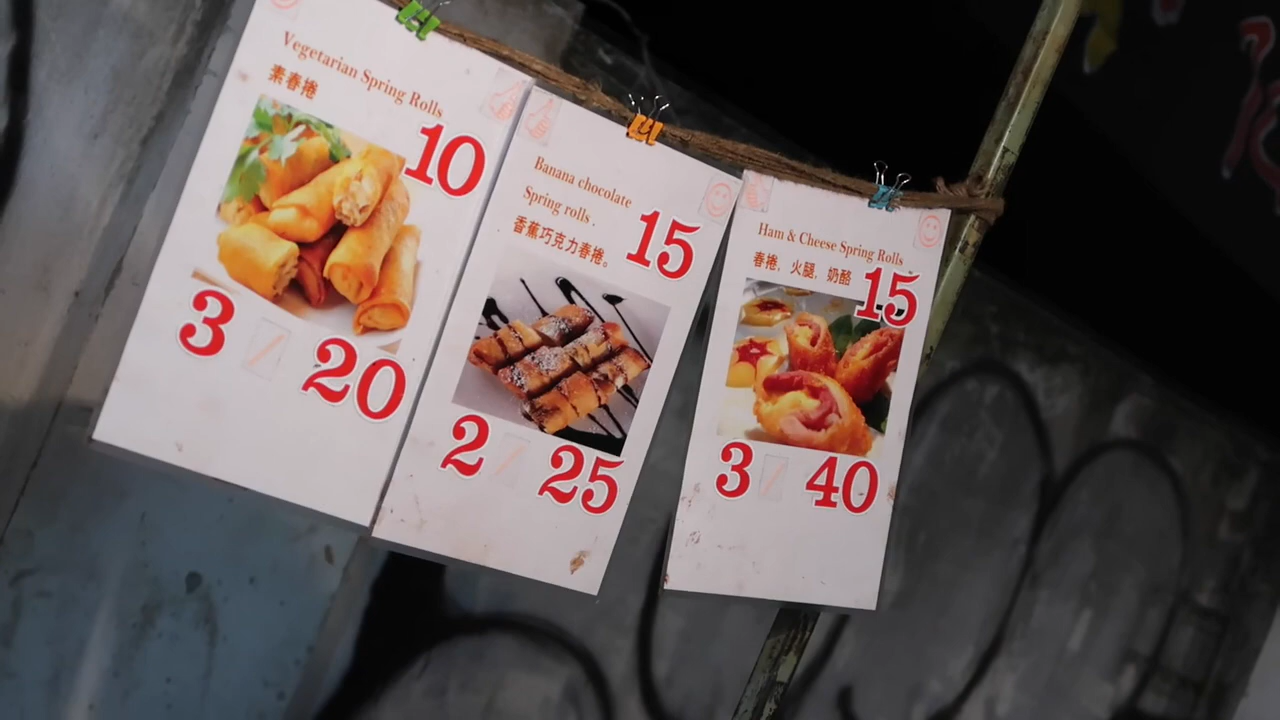 Vegetarian Spring Rolls
素春捲
10
3 / 20
Banana chocolate
Spring rolls .
香蕉巧克力春捲。
15
2 / 25
Ham & Cheese Spring Rolls
春捲，火腿，奶酪
15
3 / 40